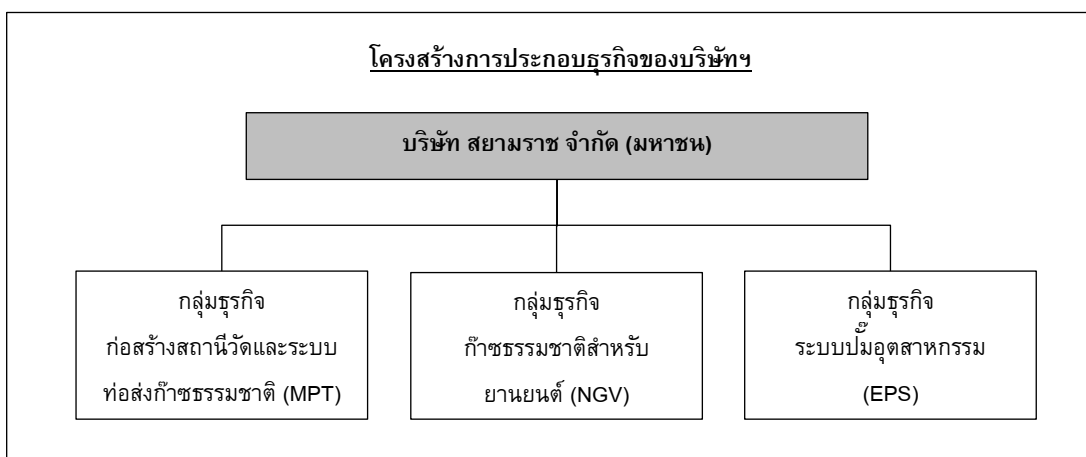 โครงสร้างการประกอบธุรกิจของบริษัทฯ
บริษัท สยามราช จำกัด (มหาชน)
กลุ่มธุรกิจ
ก่อสร้างสถานีวัดและระบบ
ท่อส่งก๊าซธรรมชาติ (MPT)
กลุ่มธุรกิจ
ก๊าซธรรมชาติสำหรับ
ยานยนต์ (NGV)
กลุ่มธุรกิจ
ระบบปั๊มอุตสาหกรรม
(EPS)